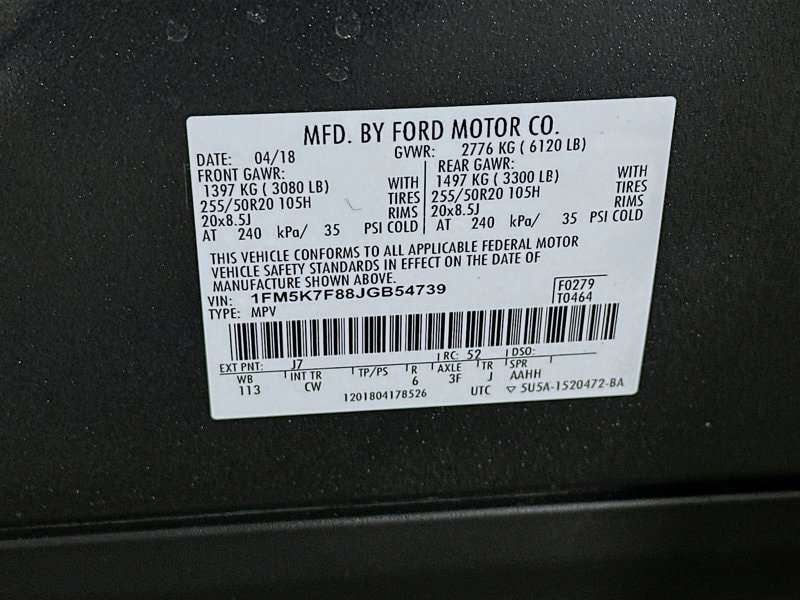 MFD. BY FORD MOTOR CO.
DATE: 04/18 GVWR: 2776 KG ( 6120 LB)
FRONT GAWR: REAR GAWR:
1397 KG ( 3080 LB) WITH 1497 KG ( 3300 LB) WITH
255/50R20 105H TIRES 255/50R20 105H TIRES
20x8.5J RIMS 20x8.5J RIMS
AT 240 kPa/ 35 PSI COLD AT 240 kPa/ 35 PSI COLD
THIS VEHICLE CONFORMS TO ALL APPLICABLE FEDERAL MOTOR
VEHICLE SAFETY STANDARDS IN EFFECT ON THE DATE OF
MANUFACTURE SHOWN ABOVE.
VIN: 1FM5K7F88JGB54739 F0279
TYPE: MPV T0464
EXT PNT: J7 RC: 52 DSO:
WB INT TR TP/PS R AXLE TR SPR
113 CW 6 3F J AAHH
1201804178526 UTC 5U5A-1520472-BA